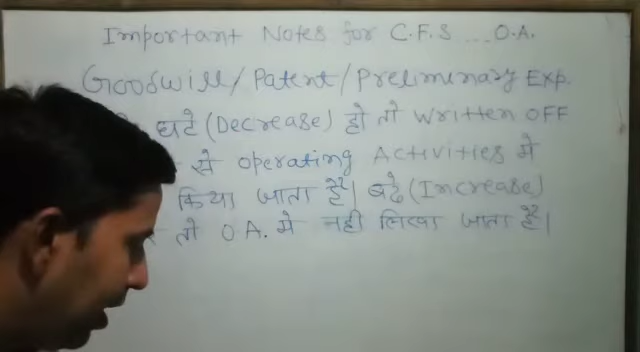 Important Notes for C.F.S ... O.A.
Goodwill/Patent/Preliminary Exp.
घटे (Decrease) हो तो Written OFF
से Operating Activities में
किया जाता है। बढे (Increase)
तो O A. में नही लिखा जाता है।